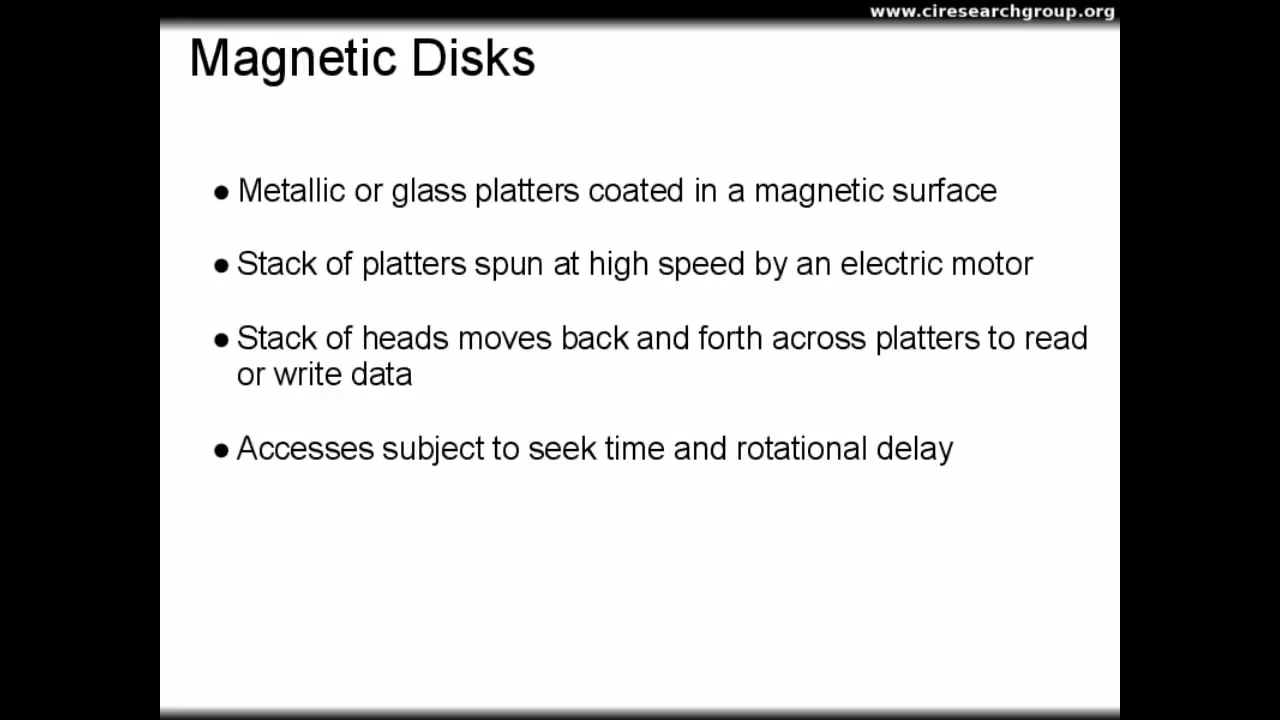 www.ciresearchgroup.org
Magnetic Disks
● Metallic or glass platters coated in a magnetic surface
● Stack of platters spun at high speed by an electric motor
● Stack of heads moves back and forth across platters to read
or write data
● Accesses subject to seek time and rotational delay